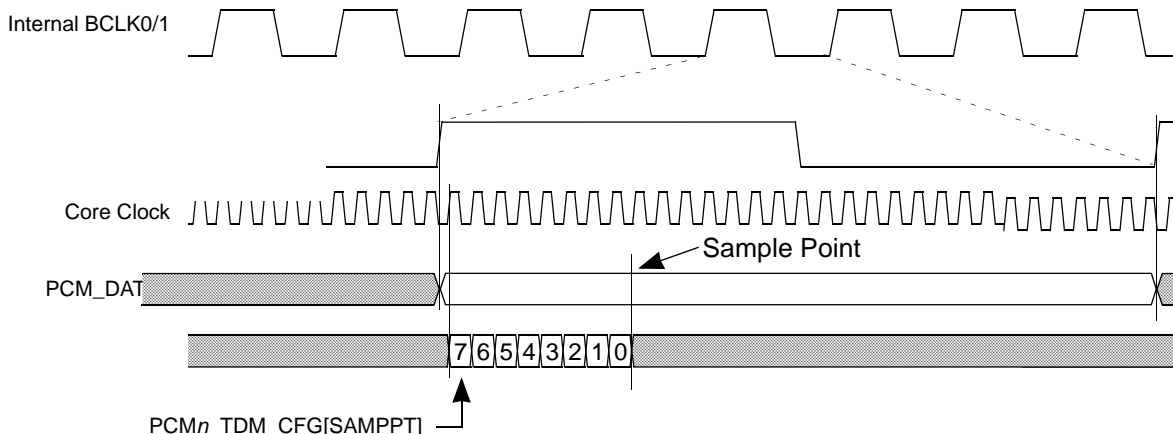 Internal BCLK0/1
Core Clock
Sample Point
PCM_DAT
7 6 5 4 3 2 1 0
PCMn_TDM_CFG[SAMPPT]